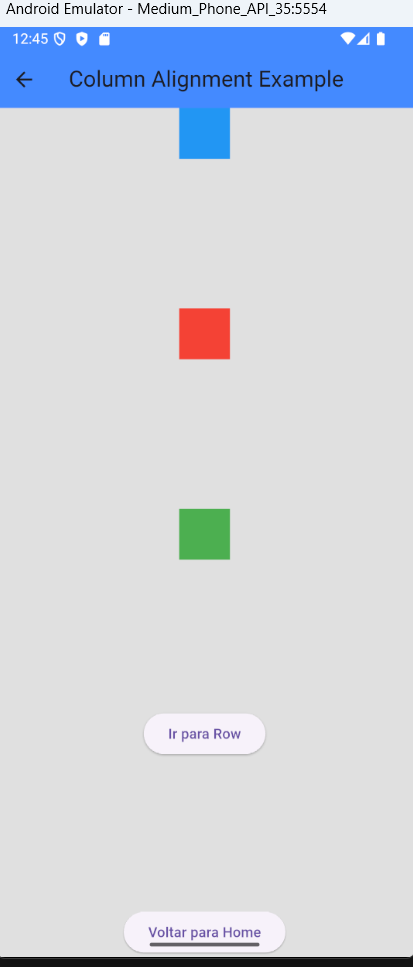 Android Emulator - Medium_Phone_API_35:5554
12:45
Column Alignment Example
Ir para Row
Voltar para Home